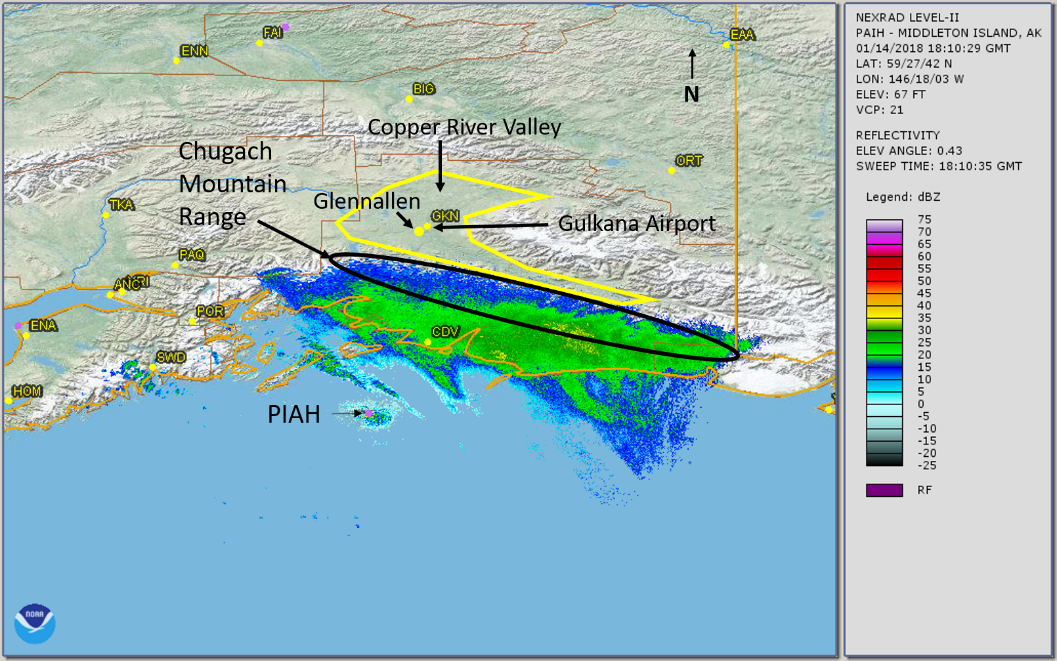 FAI
ENN
EAA
N
BIG
Copper River Valley
Chugach
Mountain
Range
ORT
Glennallen
TKA
GKN
Gulkana Airport
PAQ
ANC
RI
POR
ENA
CDV
SWD
HOM
PIAH
NOAA
NEXRAD LEVEL-II
PAIH - MIDDLETON ISLAND, AK
01/14/2018 18:10:29 GMT
LAT: 59/27/42 N
LON: 146/18/03 W
ELEV: 67 FT
VCP: 21
REFLECTIVITY
ELEV ANGLE: 0.43
SWEEP TIME: 18:10:35 GMT
Legend: dBZ
75
70
65
60
55
50
45
40
35
30
25
20
15
10
5
0
-5
-10
-15
-20
-25
RF